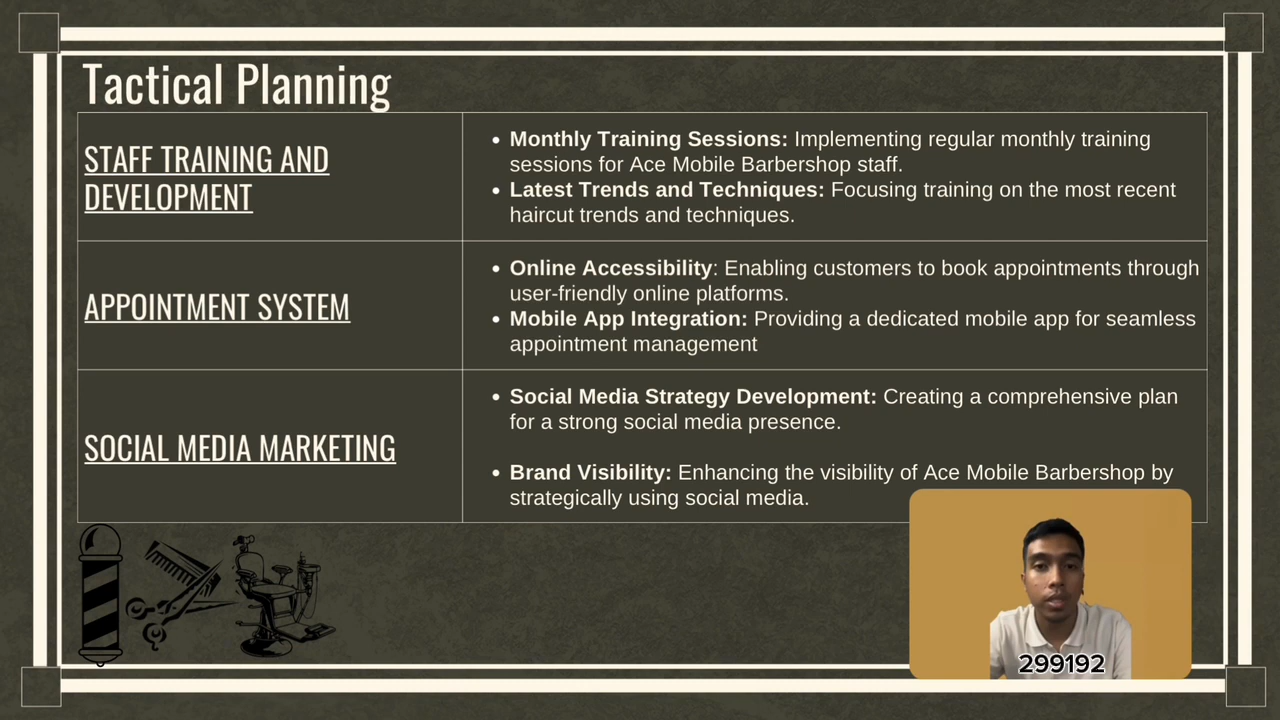 Tactical Planning
STAFF TRAINING AND
DEVELOPMENT
• Monthly Training Sessions: Implementing regular monthly training
sessions for Ace Mobile Barbershop staff.
• Latest Trends and Techniques: Focusing training on the most recent
haircut trends and techniques.
APPOINTMENT SYSTEM
• Online Accessibility: Enabling customers to book appointments through
user-friendly online platforms.
• Mobile App Integration: Providing a dedicated mobile app for seamless
appointment management
SOCIAL MEDIA MARKETING
• Social Media Strategy Development: Creating a comprehensive plan
for a strong social media presence.
• Brand Visibility: Enhancing the visibility of Ace Mobile Barbershop by
strategically using social media.
299192